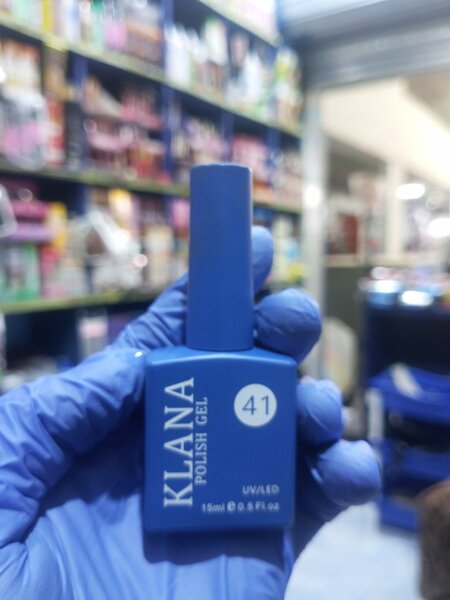 KLANA
POLISH GEL
41
UV/LED
15ml e 0.5 Fl.oz